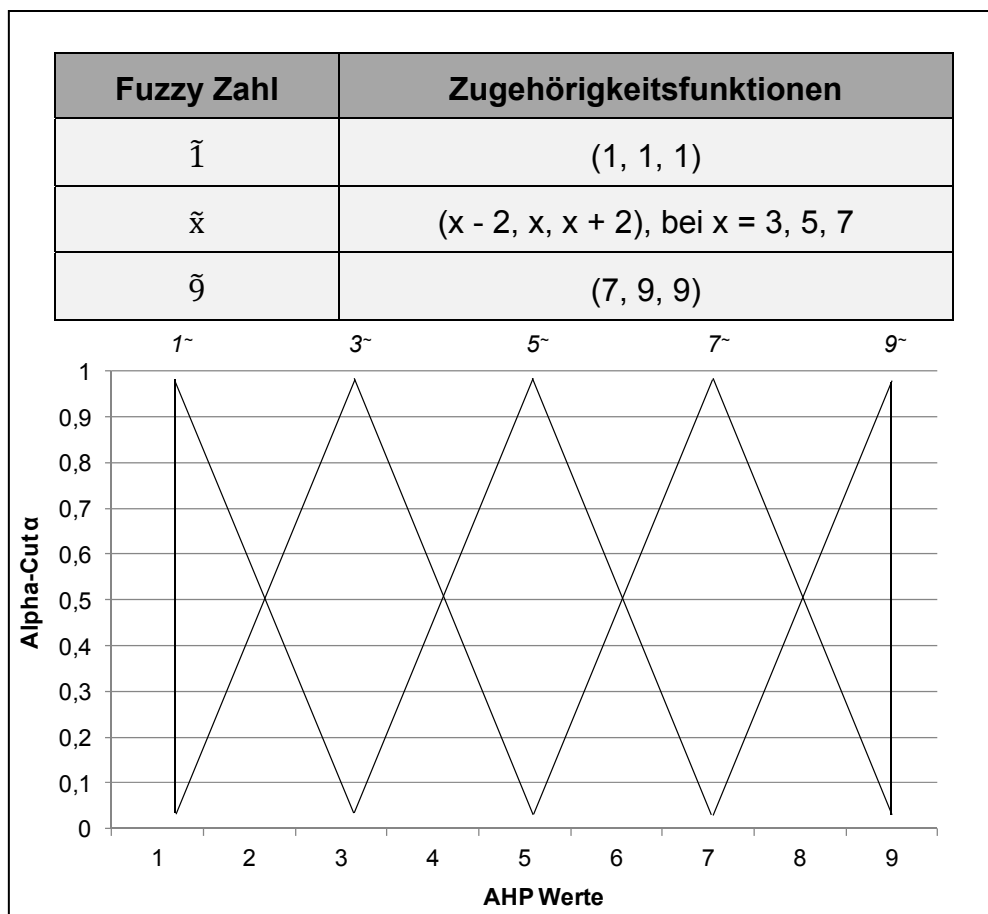 Fuzzy Zahl Zugehörigkeitsfunktionen
1̃ (1, 1, 1)
x̃ (x - 2, x, x + 2), bei x = 3, 5, 7
9̃ (7, 9, 9)
1~ 3~ 5~ 7~ 9~
1
0,9
0,8
0,7
0,6
0,5
0,4
0,3
0,2
0,1
0
Alpha-Cut α
1 2 3 4 5 6 7 8 9
AHP Werte